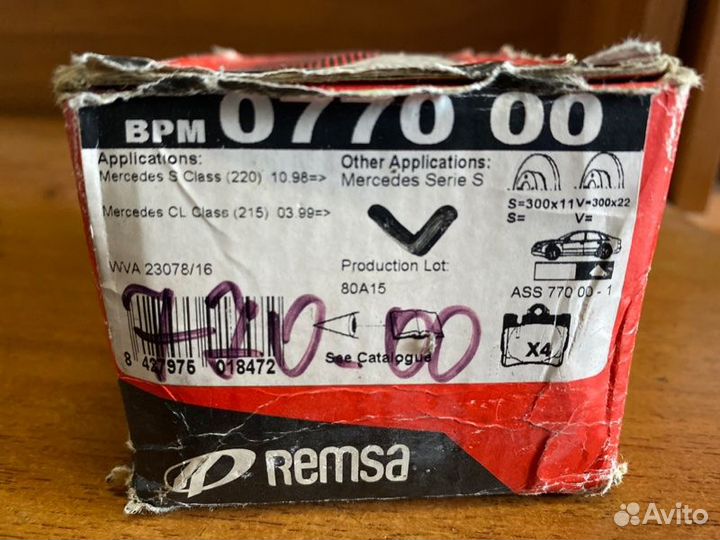 BPM 0770 00
Applications:
Mercedes S Class (220) 10.98=>
Mercedes CL Class (215) 03.99=>
Other Applications:
Mercedes Serie S
S=300x11 V=300x22
S= V=
WVA 23078/16
Production Lot:
80A15
ASS 770 00 - 1
8 427975 018472
See Catalogue
X4
Remsa
Avito